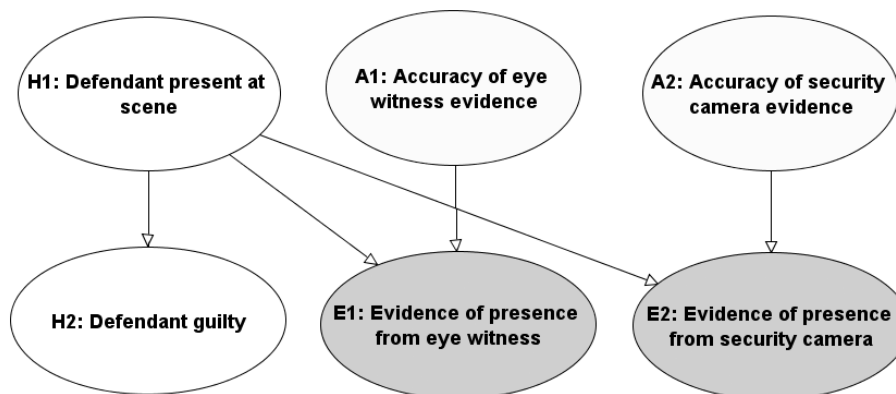 H1: Defendant present at
scene
A1: Accuracy of eye
witness evidence
A2: Accuracy of security
camera evidence
H2: Defendant guilty
E1: Evidence of presence
from eye witness
E2: Evidence of presence
from security camera